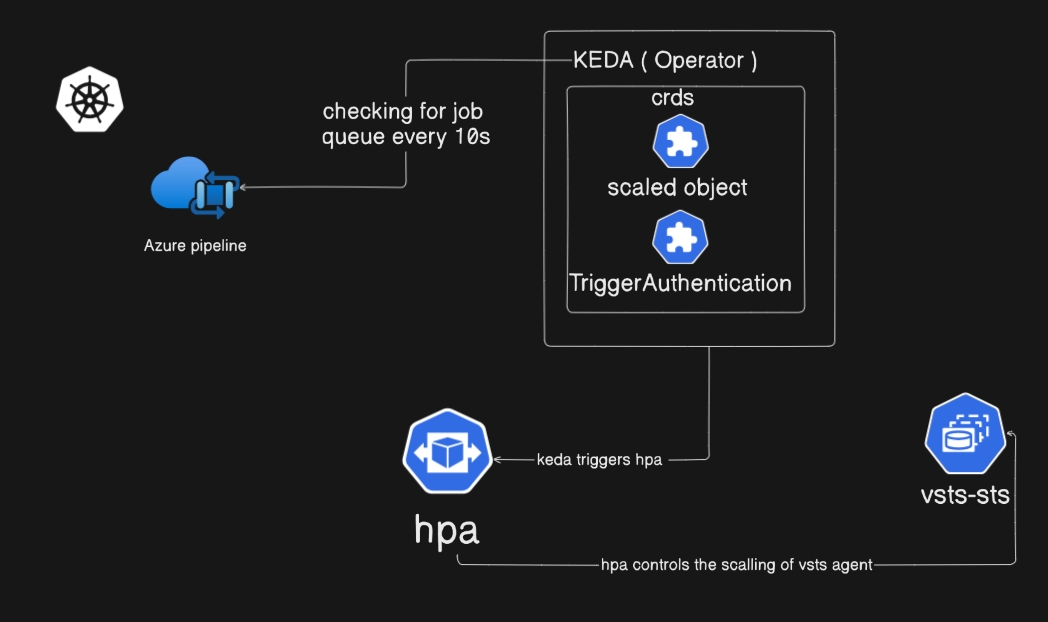 KEDA ( Operator )
crds
checking for job
queue every 10s
scaled object
Azure pipeline
TriggerAuthentication
keda triggers hpa
vsts-sts
hpa
hpa controls the scalling of vsts agent